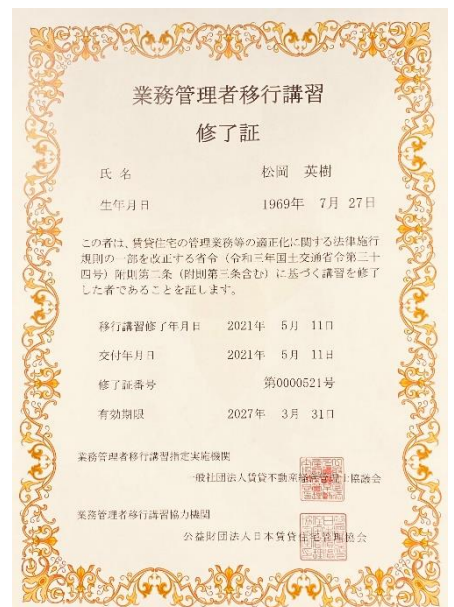 業務管理者移行講習
修了証
氏名 松岡 英樹
生年月日 1969年 7月 27日
この者は、賃貸住宅の管理業務等の適正化に関する法律施行
規則の一部を改正する省令（令和三年国土交通省令第三十
四号）附則第二条（附則第三条含む）に基づく講習を修了
した者であることを証します。
移行講習修了年月日 2021年 5月 11日
交付年月日 2021年 5月 11日
修了証番号 第0000521号
有効期限 2027年 3月 31日
業務管理者移行講習指定実施機関
一般社団法人賃貸不動産経営管理士協議会
業務管理者移行講習協力機関
公益財団法人日本賃貸住宅管理協会